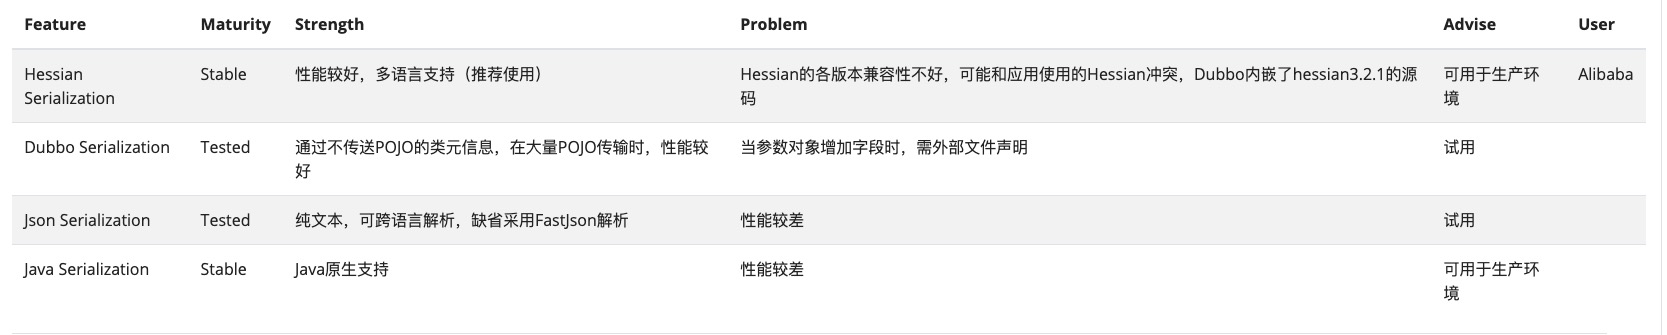 Feature Maturity Strength Problem Advise User
Hessian Serialization Stable 性能较好，多语言支持（推荐使用） Hessian的各版本兼容性不好，可能和应用使用的Hessian冲突，Dubbo内嵌了hessian3.2.1的源码 可用于生产环境 Alibaba
Dubbo Serialization Tested 通过不传送POJO的类元信息，在大量POJO传输时，性能较好 当参数对象增加字段时，需外部文件声明 试用
Json Serialization Tested 纯文本，可跨语言解析，缺省采用FastJson解析 性能较差 试用
Java Serialization Stable Java原生支持 性能较差 可用于生产环境